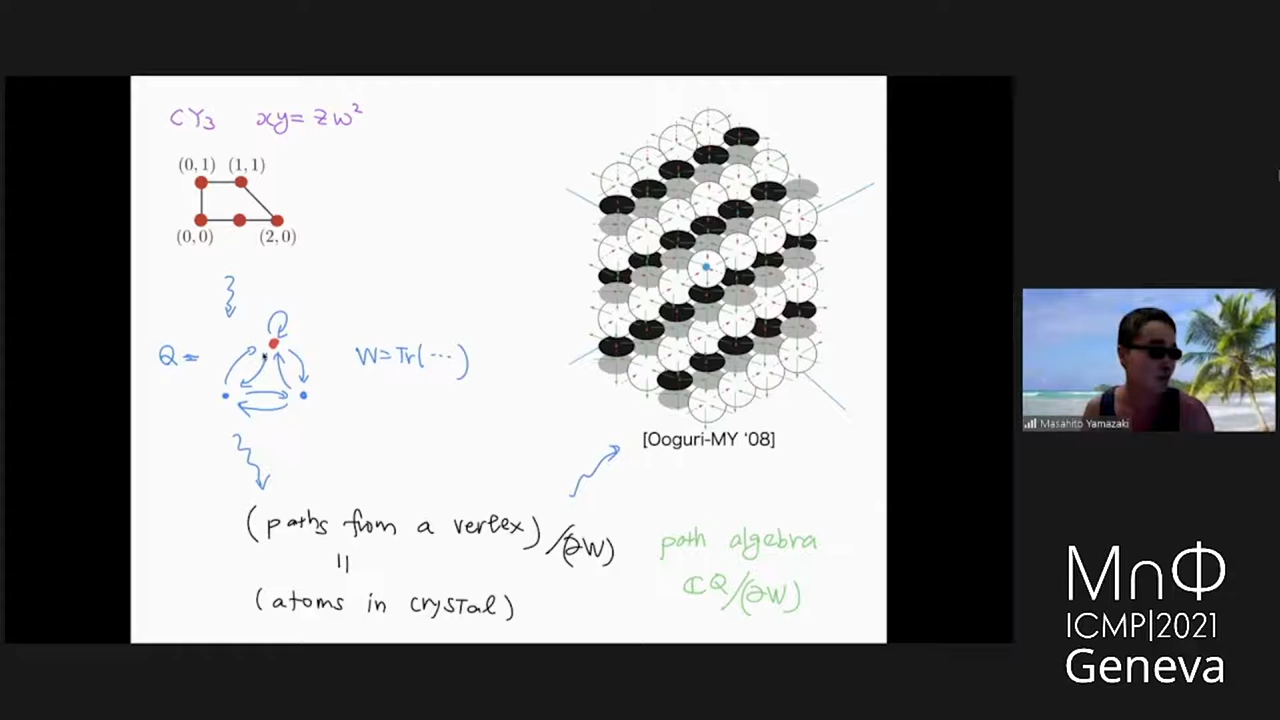 CY₃ xy = zw²
(0, 1) (1, 1)
(0, 0) (2, 0)
Q = W = Tr(⋯)
[Ooguri-MY '08]
(paths from a vertex)/(∂W)
||
(atoms in crystal)
path algebra
ℂQ/(∂W)
Masahito Yamazaki
MηΦ
ICMP|2021
Geneva